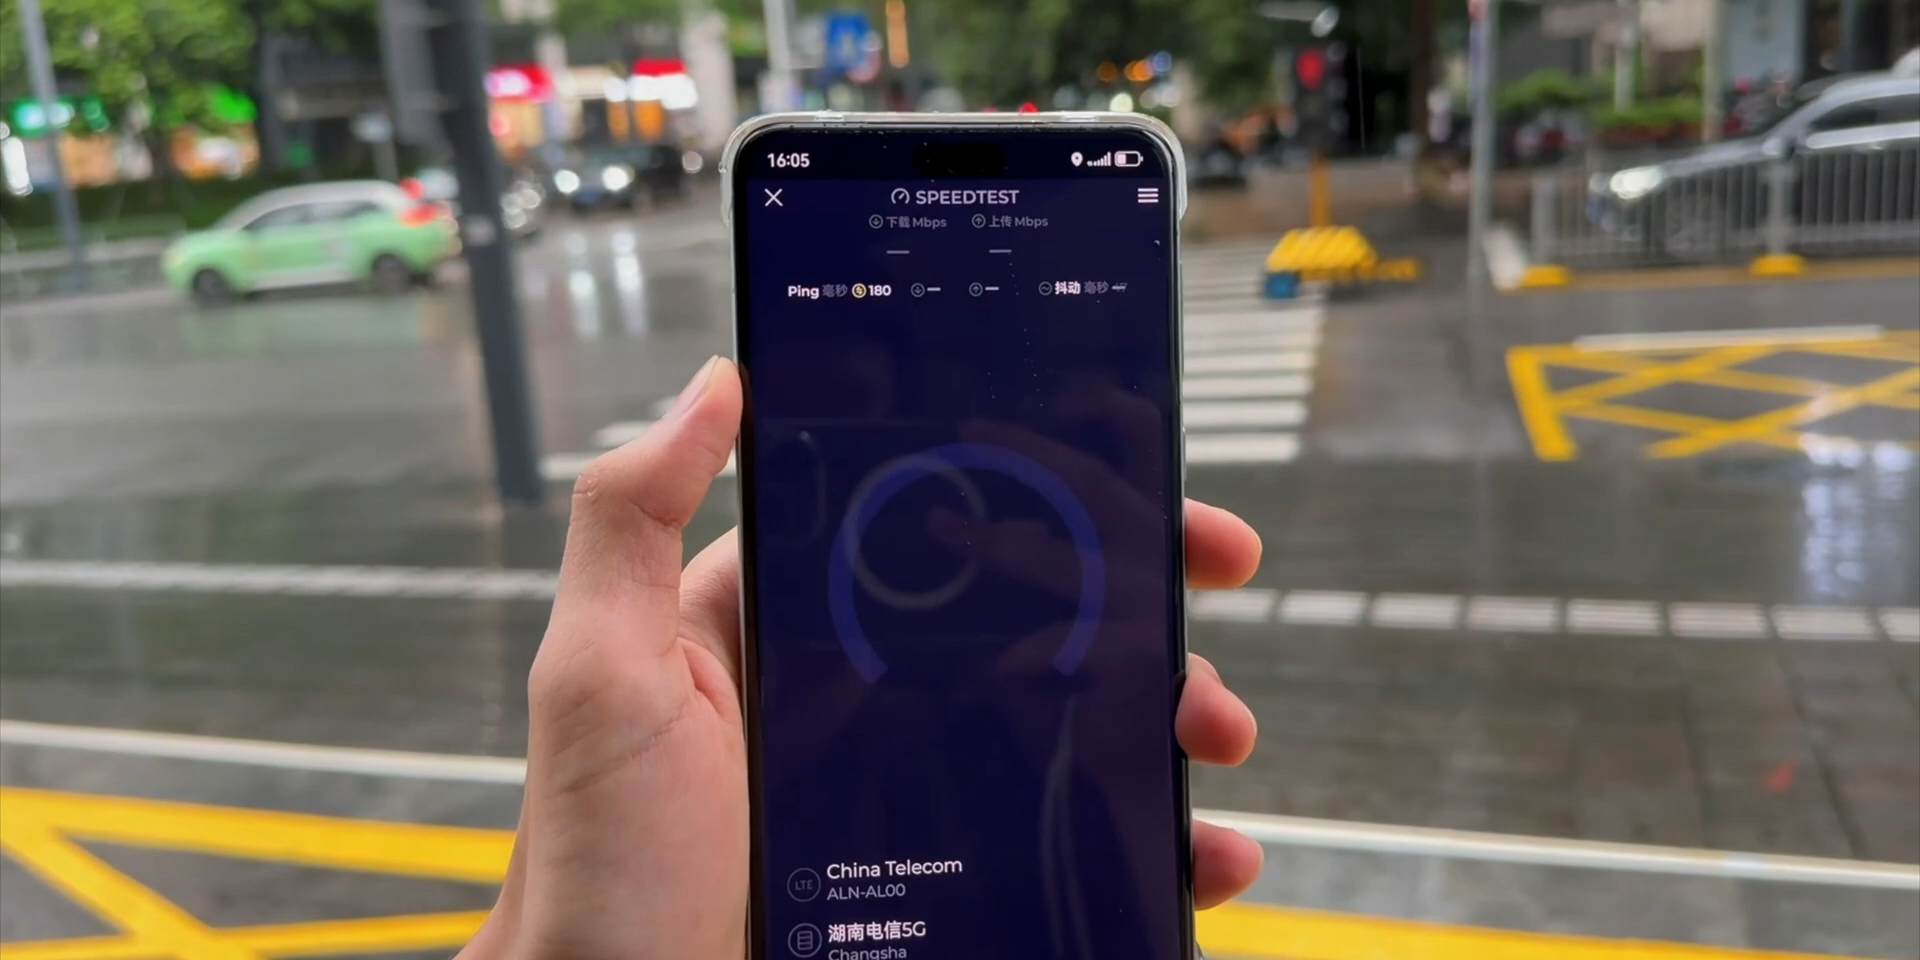 16:05
SPEEDTEST
下载 Mbps 上传 Mbps
Ping 毫秒 180 抖动 毫秒
LTE China Telecom
ALN-AL00
湖南电信5G
Changsha